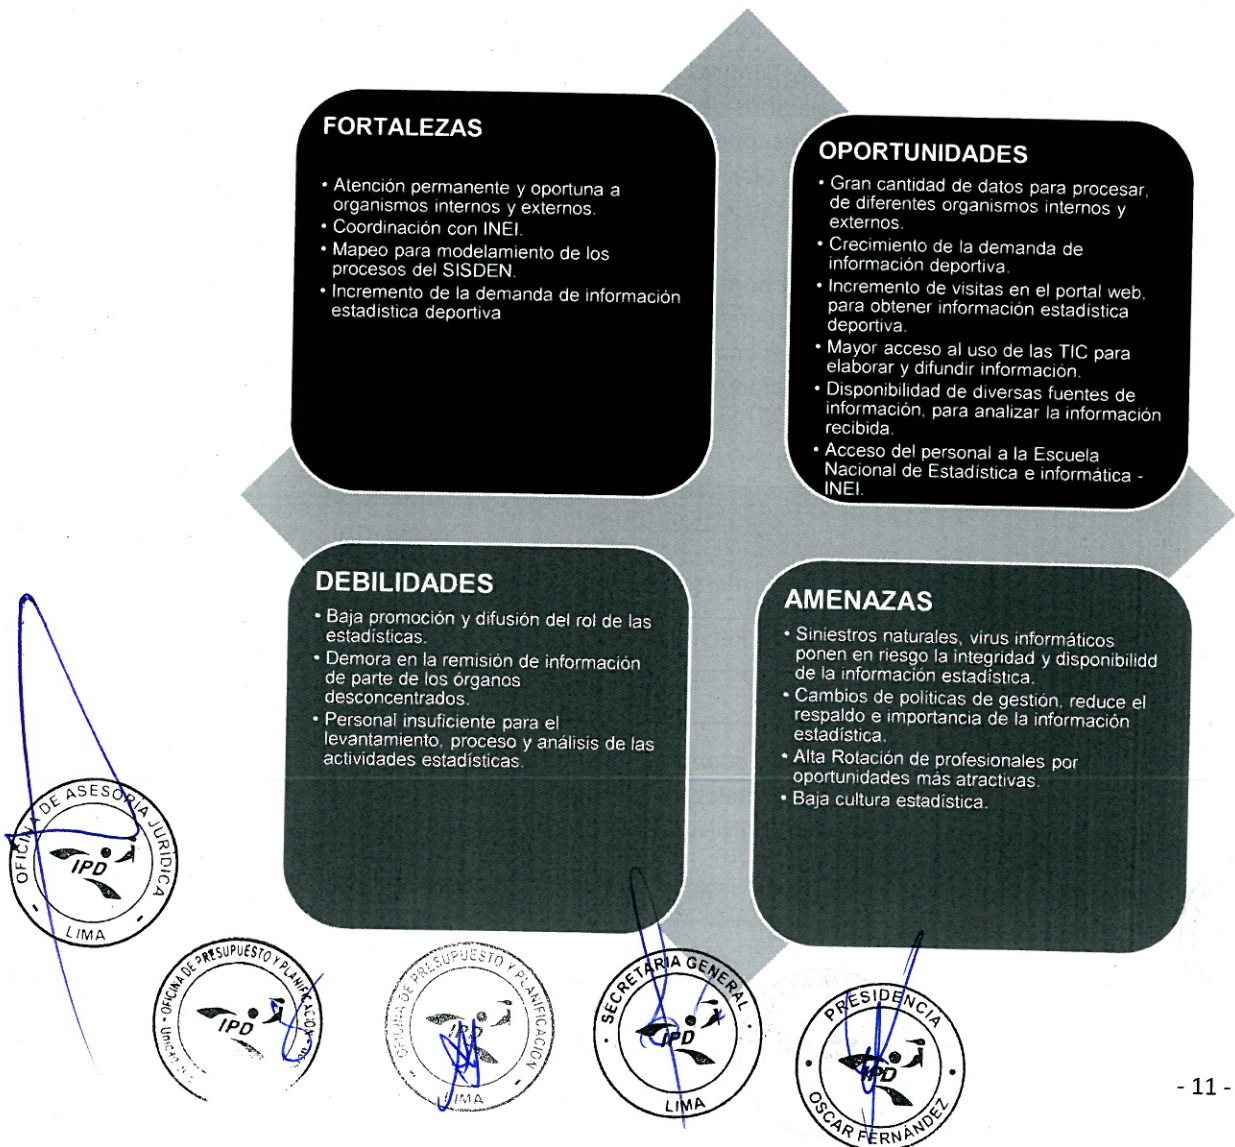 FORTALEZAS
• Atención permanente y oportuna a
organismos internos y externos.
• Coordinación con INEI.
• Mapeo para modelamiento de los
procesos del SISDEN.
• Incremento de la demanda de información
estadística deportiva
OPORTUNIDADES
• Gran cantidad de datos para procesar,
de diferentes organismos internos y
externos.
• Crecimiento de la demanda de
información deportiva.
• Incremento de visitas en el portal web,
para obtener información estadística
deportiva.
• Mayor acceso al uso de las TIC para
elaborar y difundir información.
• Disponibilidad de diversas fuentes de
información, para analizar la información
recibida.
• Acceso del personal a la Escuela
Nacional de Estadística e informática -
INEI.
DEBILIDADES
• Baja promoción y difusión del rol de las
estadísticas.
• Demora en la remisión de información
de parte de los órganos
desconcentrados.
• Personal insuficiente para el
levantamiento, proceso y análisis de las
actividades estadísticas.
AMENAZAS
• Siniestros naturales, virus informáticos
ponen en riesgo la integridad y disponibilidd
de la información estadística.
• Cambios de políticas de gestión, reduce el
respaldo e importancia de la información
estadística.
• Alta Rotación de profesionales por
oportunidades más atractivas.
• Baja cultura estadística.
OFICINA DE ASESORÍA JURÍDICA
IPD
LIMA
OFICINA DE PRESUPUESTO Y PLANIFICACIÓN
IPD
OFICINA DE PRESUPUESTO Y PLANIFICACIÓN
IPD
LIMA
SECRETARIA GENERAL
IPD
LIMA
PRESIDENCIA
IPD
OSCAR FERNÁNDEZ
- 11 -